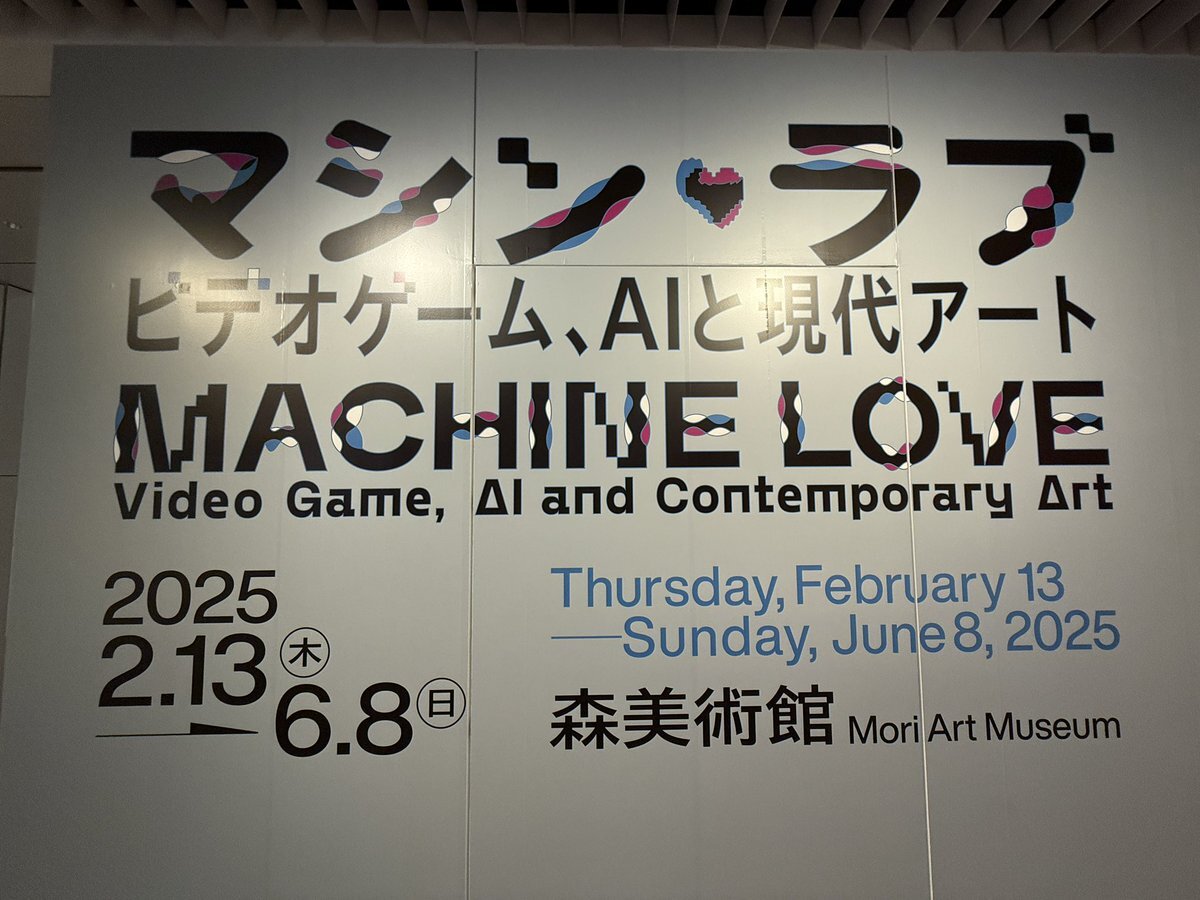 マシン♥ラブ
ビデオゲーム、AIと現代アート
MACHINE LOVE
Video Game, AI and Contemporary Art
2025
2.13木
6.8日
Thursday, February 13
—Sunday, June 8, 2025
森美術館 Mori Art Museum